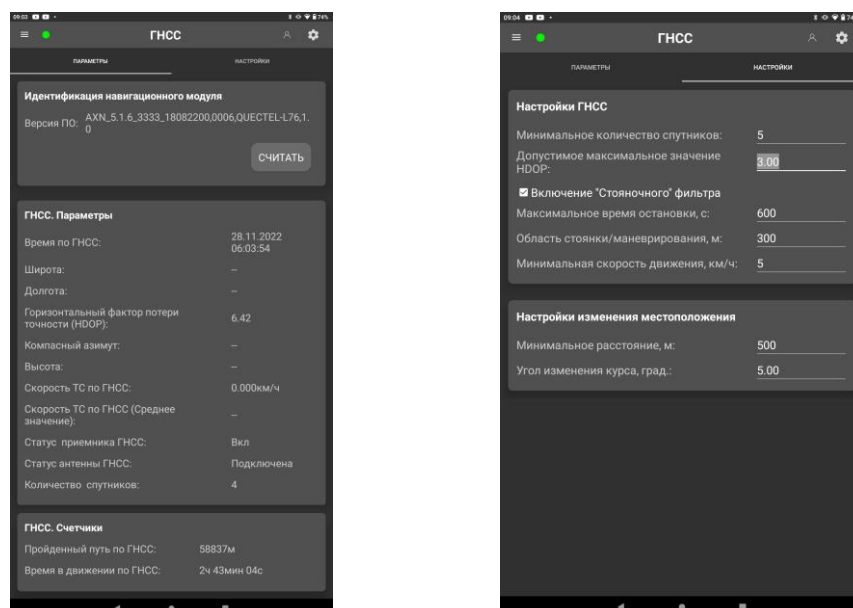 09:03
74%
ГНСС
ПАРАМЕТРЫ НАСТРОЙКИ
Идентификация навигационного модуля
Версия ПО: AXN_5.1.6_3333_18082200,0006,QUECTEL-L76,1.
0
СЧИТАТЬ
ГНСС. Параметры
Время по ГНСС: 28.11.2022
06:03:54
Широта: --
Долгота: --
Горизонтальный фактор потери
точности (HDOP): 6.42
Компасный азимут: --
Высота: --
Скорость ТС по ГНСС: 0.000км/ч
Скорость ТС по ГНСС (Среднее
значение): --
Статус приемника ГНСС: Вкл
Статус антенны ГНСС: Подключена
Количество спутников: 4
ГНСС. Счетчики
Пройденный путь по ГНСС: 58837м
Время в движении по ГНСС: 2ч 43мин 04с
09:04
74
ГНСС
ПАРАМЕТРЫ НАСТРОЙКИ
Настройки ГНСС
Минимальное количество спутников: 5
Допустимое максимальное значение
HDOP: 3.00
Включение "Стояночного" фильтра
Максимальное время остановки, с: 600
Область стоянки/маневрирования, м: 300
Минимальная скорость движения, км/ч: 5
Настройки изменения местоположения
Минимальное расстояние, м: 500
Угол изменения курса, град.: 5.00